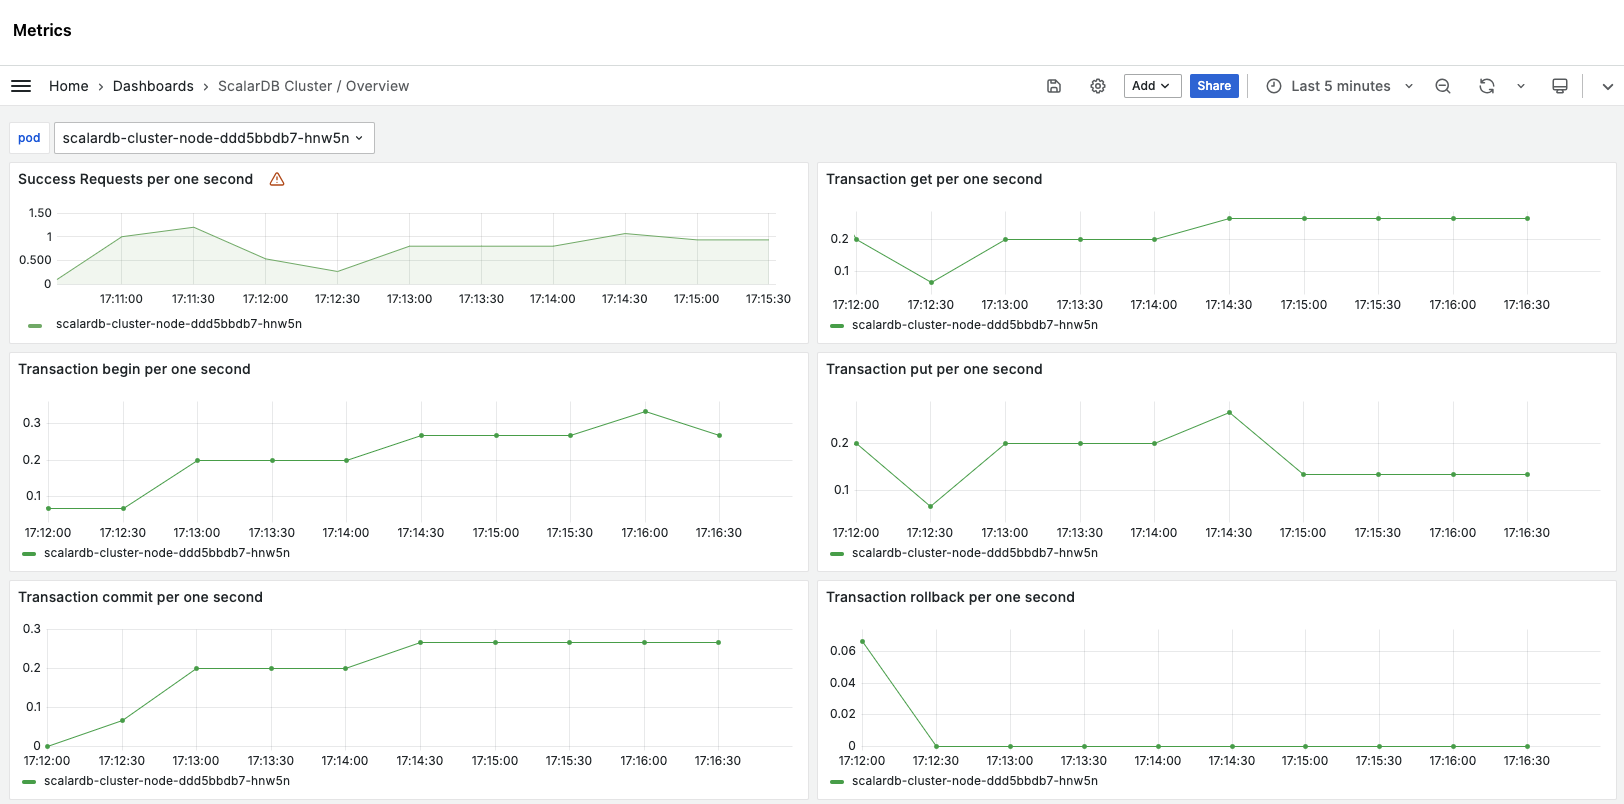 Metrics
Home › Dashboards › ScalarDB Cluster / Overview Add Share Last 5 minutes
pod scalardb-cluster-node-ddd5bbdb7-hnw5n
Success Requests per one second
1.50
1
0.500
0
17:11:00 17:11:30 17:12:00 17:12:30 17:13:00 17:13:30 17:14:00 17:14:30 17:15:00 17:15:30
scalardb-cluster-node-ddd5bbdb7-hnw5n
Transaction get per one second
0.2
0.1
17:12:00 17:12:30 17:13:00 17:13:30 17:14:00 17:14:30 17:15:00 17:15:30 17:16:00 17:16:30
scalardb-cluster-node-ddd5bbdb7-hnw5n
Transaction begin per one second
0.3
0.2
0.1
17:12:00 17:12:30 17:13:00 17:13:30 17:14:00 17:14:30 17:15:00 17:15:30 17:16:00 17:16:30
scalardb-cluster-node-ddd5bbdb7-hnw5n
Transaction put per one second
0.2
0.1
17:12:00 17:12:30 17:13:00 17:13:30 17:14:00 17:14:30 17:15:00 17:15:30 17:16:00 17:16:30
scalardb-cluster-node-ddd5bbdb7-hnw5n
Transaction commit per one second
0.3
0.2
0.1
0
17:12:00 17:12:30 17:13:00 17:13:30 17:14:00 17:14:30 17:15:00 17:15:30 17:16:00 17:16:30
scalardb-cluster-node-ddd5bbdb7-hnw5n
Transaction rollback per one second
0.06
0.04
0.02
0
17:12:00 17:12:30 17:13:00 17:13:30 17:14:00 17:14:30 17:15:00 17:15:30 17:16:00 17:16:30
scalardb-cluster-node-ddd5bbdb7-hnw5n